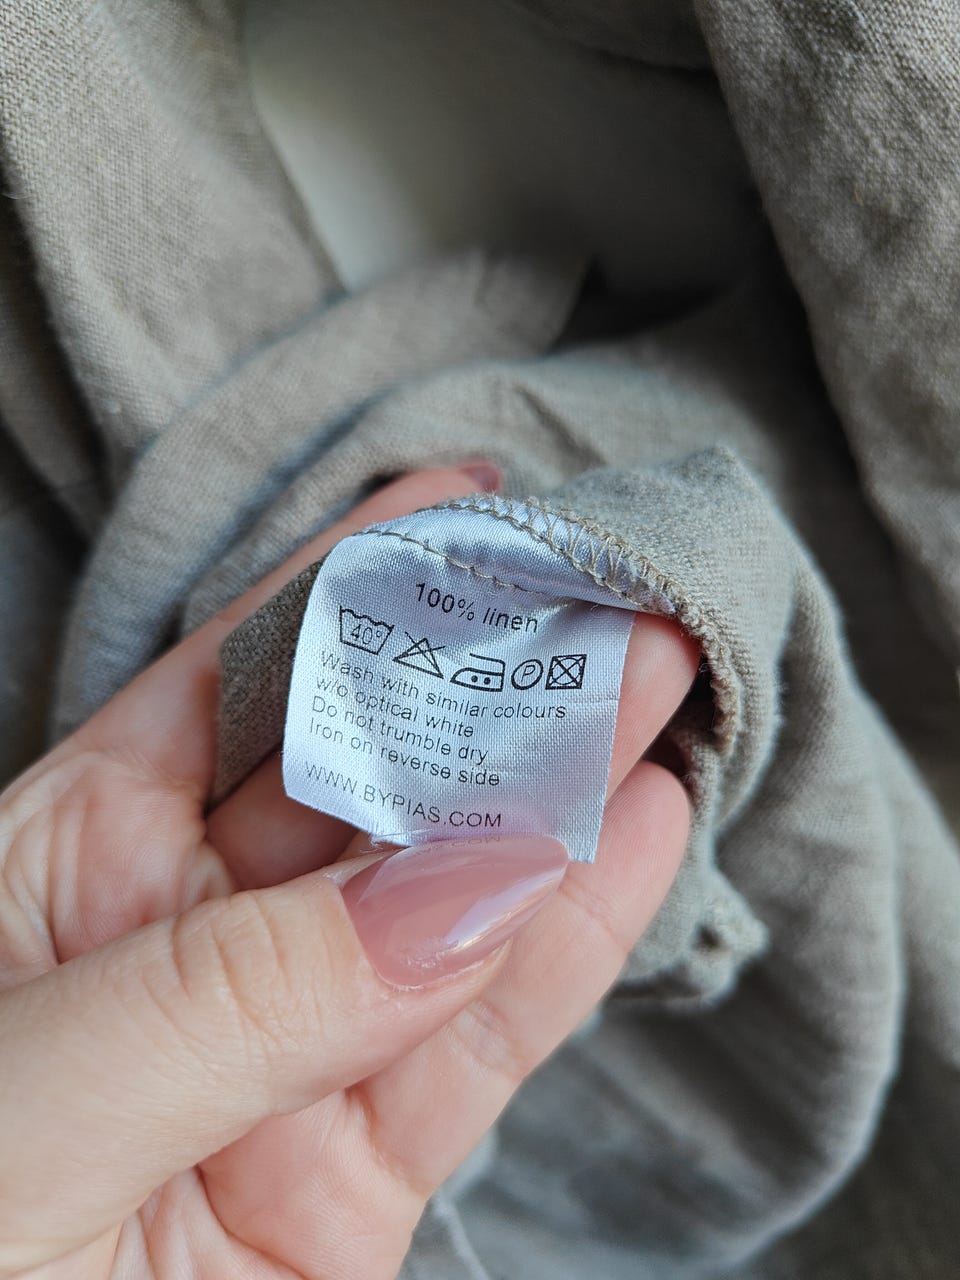 100% linen
40° P
Wash with similar colours
w/o optical white
Do not trumble dry
Iron on reverse side
WWW.BYPIAS.COM